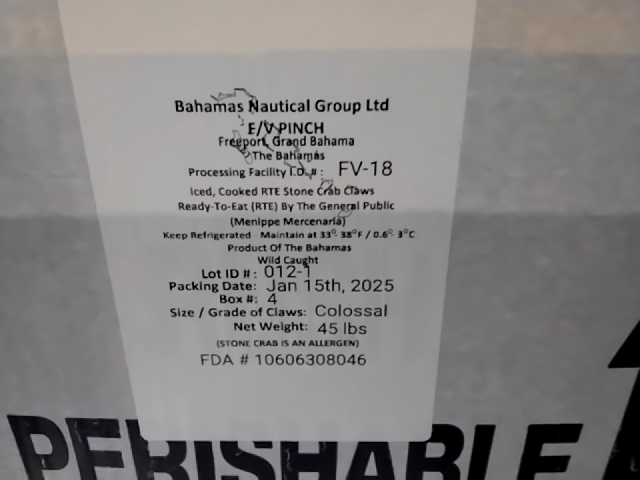 Bahamas Nautical Group Ltd
F/V PINCH
Freeport, Grand Bahama
The Bahamas
Processing Facility I.D. #: FV-18
Iced, Cooked RTE Stone Crab Claws
Ready-To-Eat (RTE) By The General Public
(Menippe Mercenaria)
Keep Refrigerated - Maintain at 33° 38°F / 0.6° 3°C
Product Of The Bahamas
Wild Caught
Lot ID #: 012-1
Packing Date: Jan 15th, 2025
Box #: 4
Size / Grade of Claws: Colossal
Net Weight: 45 lbs
(STONE CRAB IS AN ALLERGEN)
FDA # 10606308046
PERISHABLE